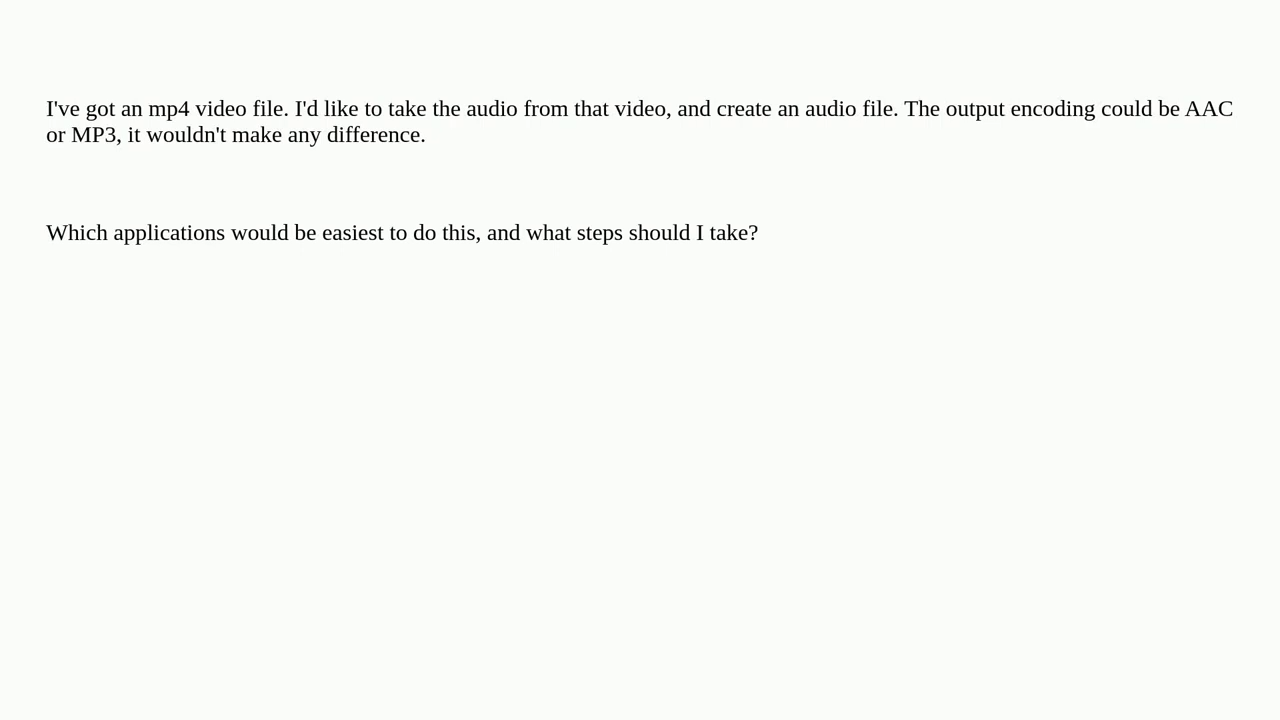 I've got an mp4 video file. I'd like to take the audio from that video, and create an audio file. The output encoding could be AAC
or MP3, it wouldn't make any difference.
Which applications would be easiest to do this, and what steps should I take?